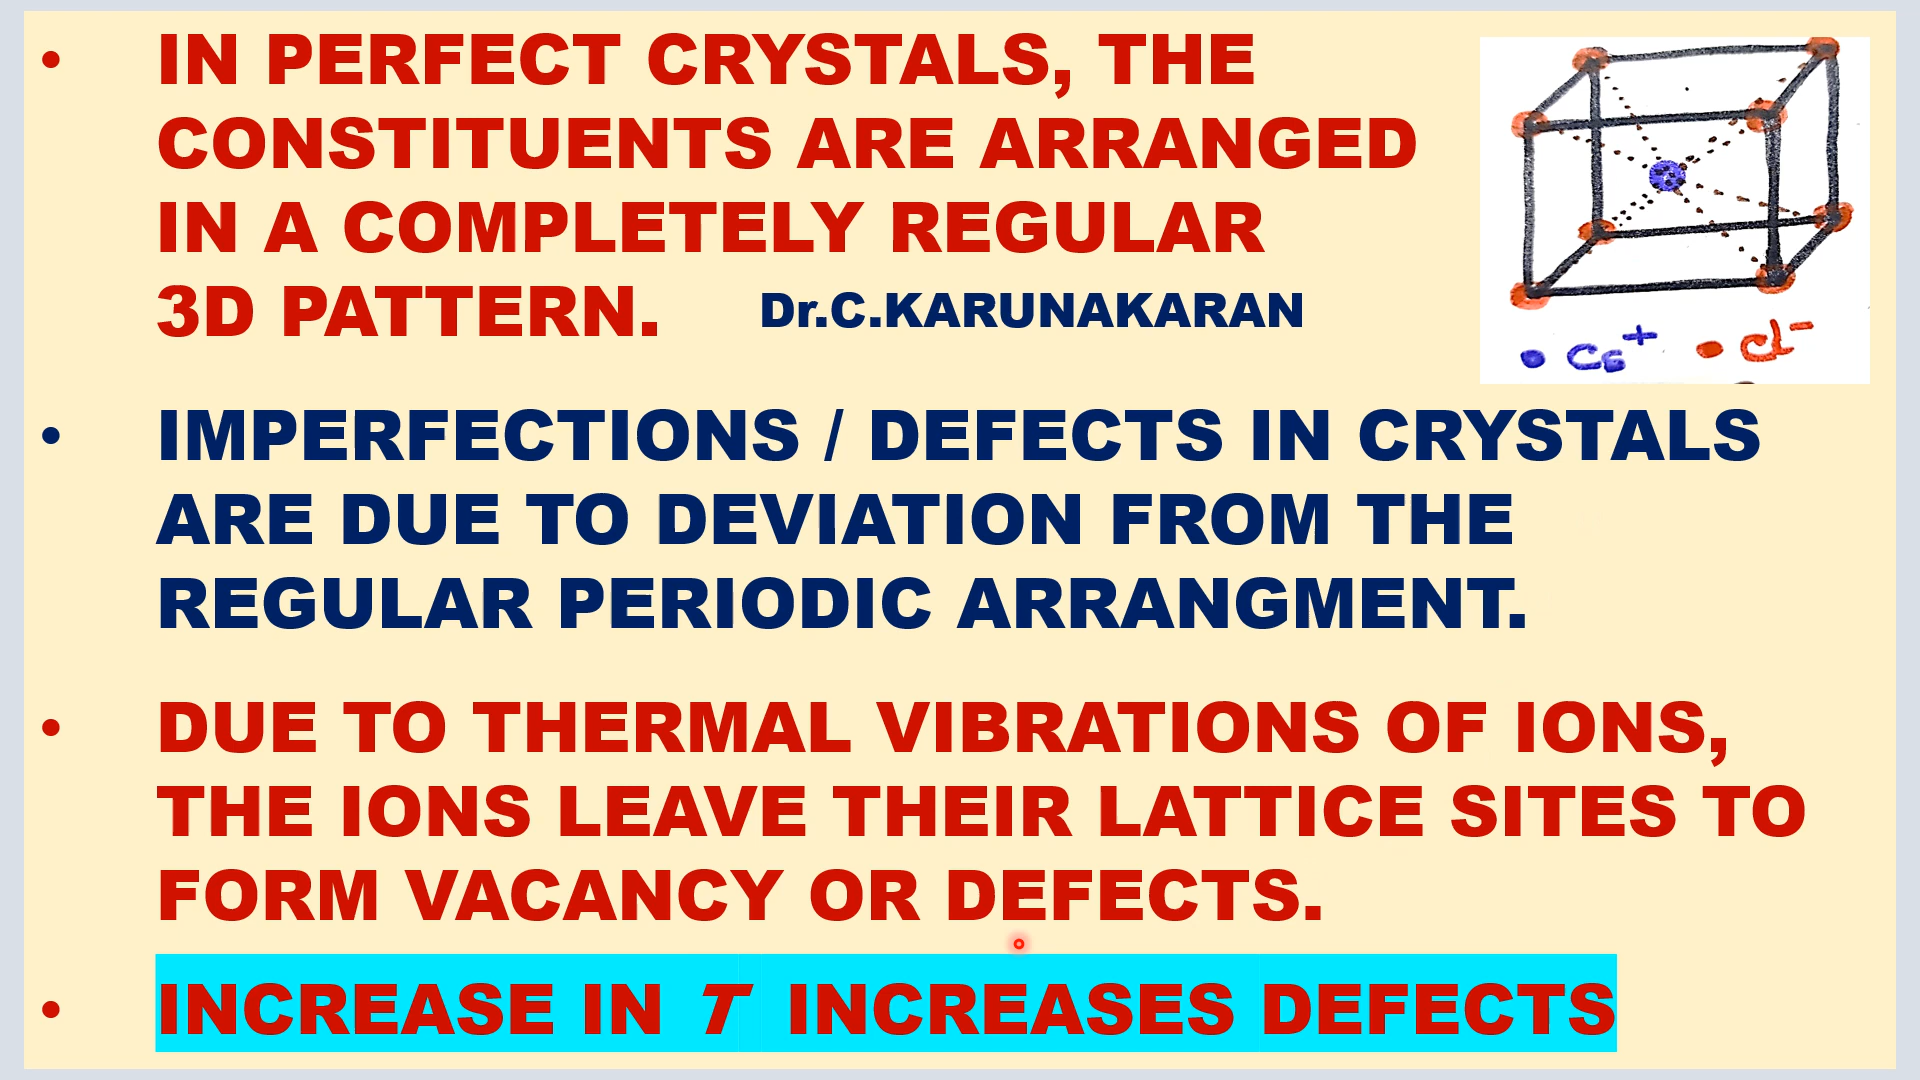 • IN PERFECT CRYSTALS, THE
CONSTITUENTS ARE ARRANGED
IN A COMPLETELY REGULAR
3D PATTERN. Dr.C.KARUNAKARAN
• Cs+ • Cl-
• IMPERFECTIONS / DEFECTS IN CRYSTALS
ARE DUE TO DEVIATION FROM THE
REGULAR PERIODIC ARRANGMENT.
• DUE TO THERMAL VIBRATIONS OF IONS,
THE IONS LEAVE THEIR LATTICE SITES TO
FORM VACANCY OR DEFECTS.
• INCREASE IN T INCREASES DEFECTS